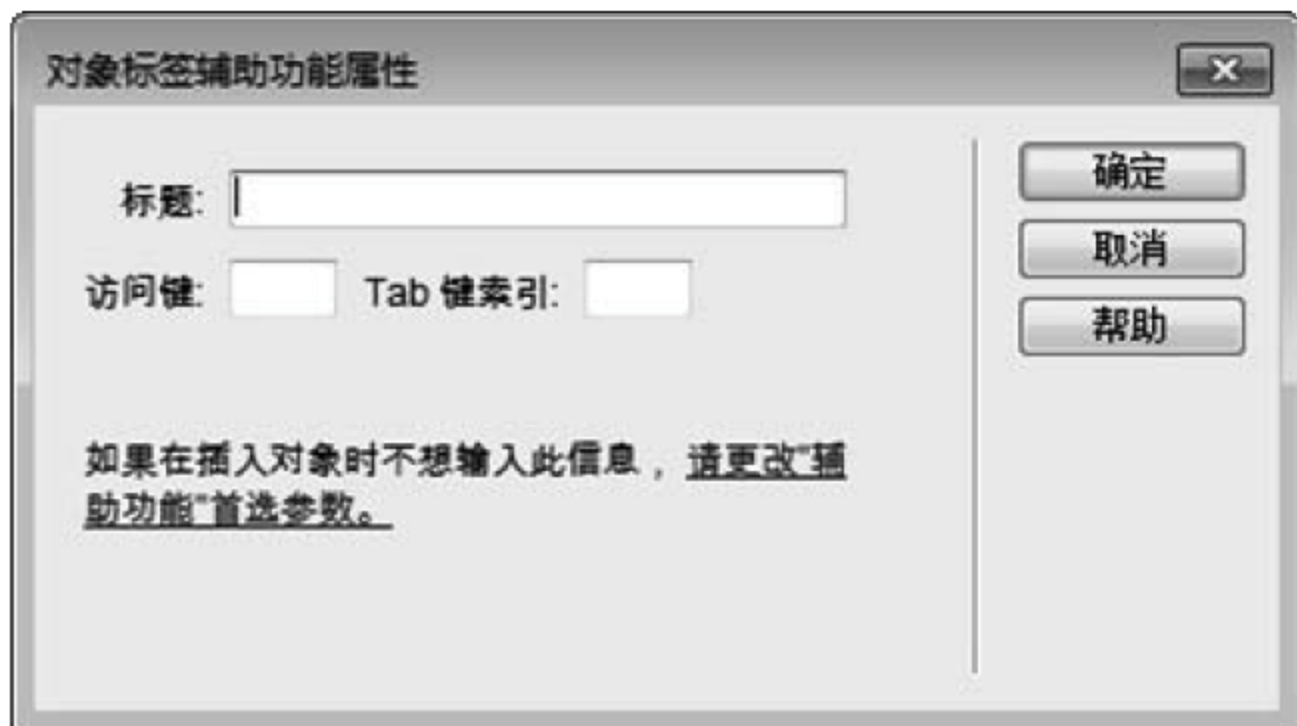 对象标签辅助功能属性
标题:
确定
访问键: Tab 键索引:
取消
帮助
如果在插入对象时不想输入此信息，请更改"辅
助功能"首选参数。